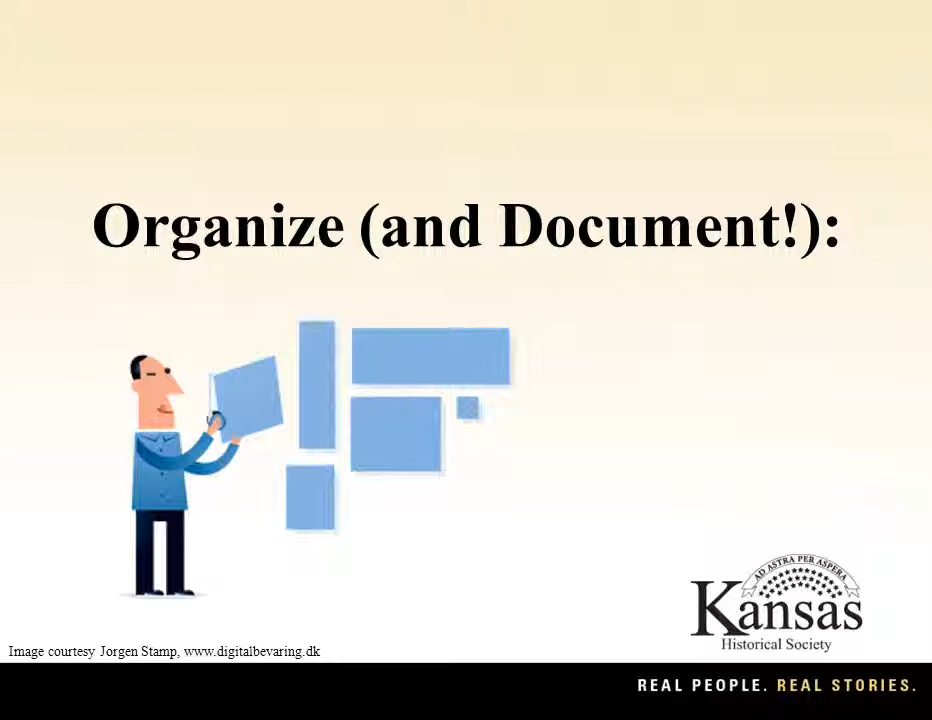 Organize (and Document!):
AD ASTRA PER ASPERA
Kansas
Historical Society
Image courtesy Jorgen Stamp, www.digitalbevaring.dk
REAL PEOPLE. REAL STORIES.